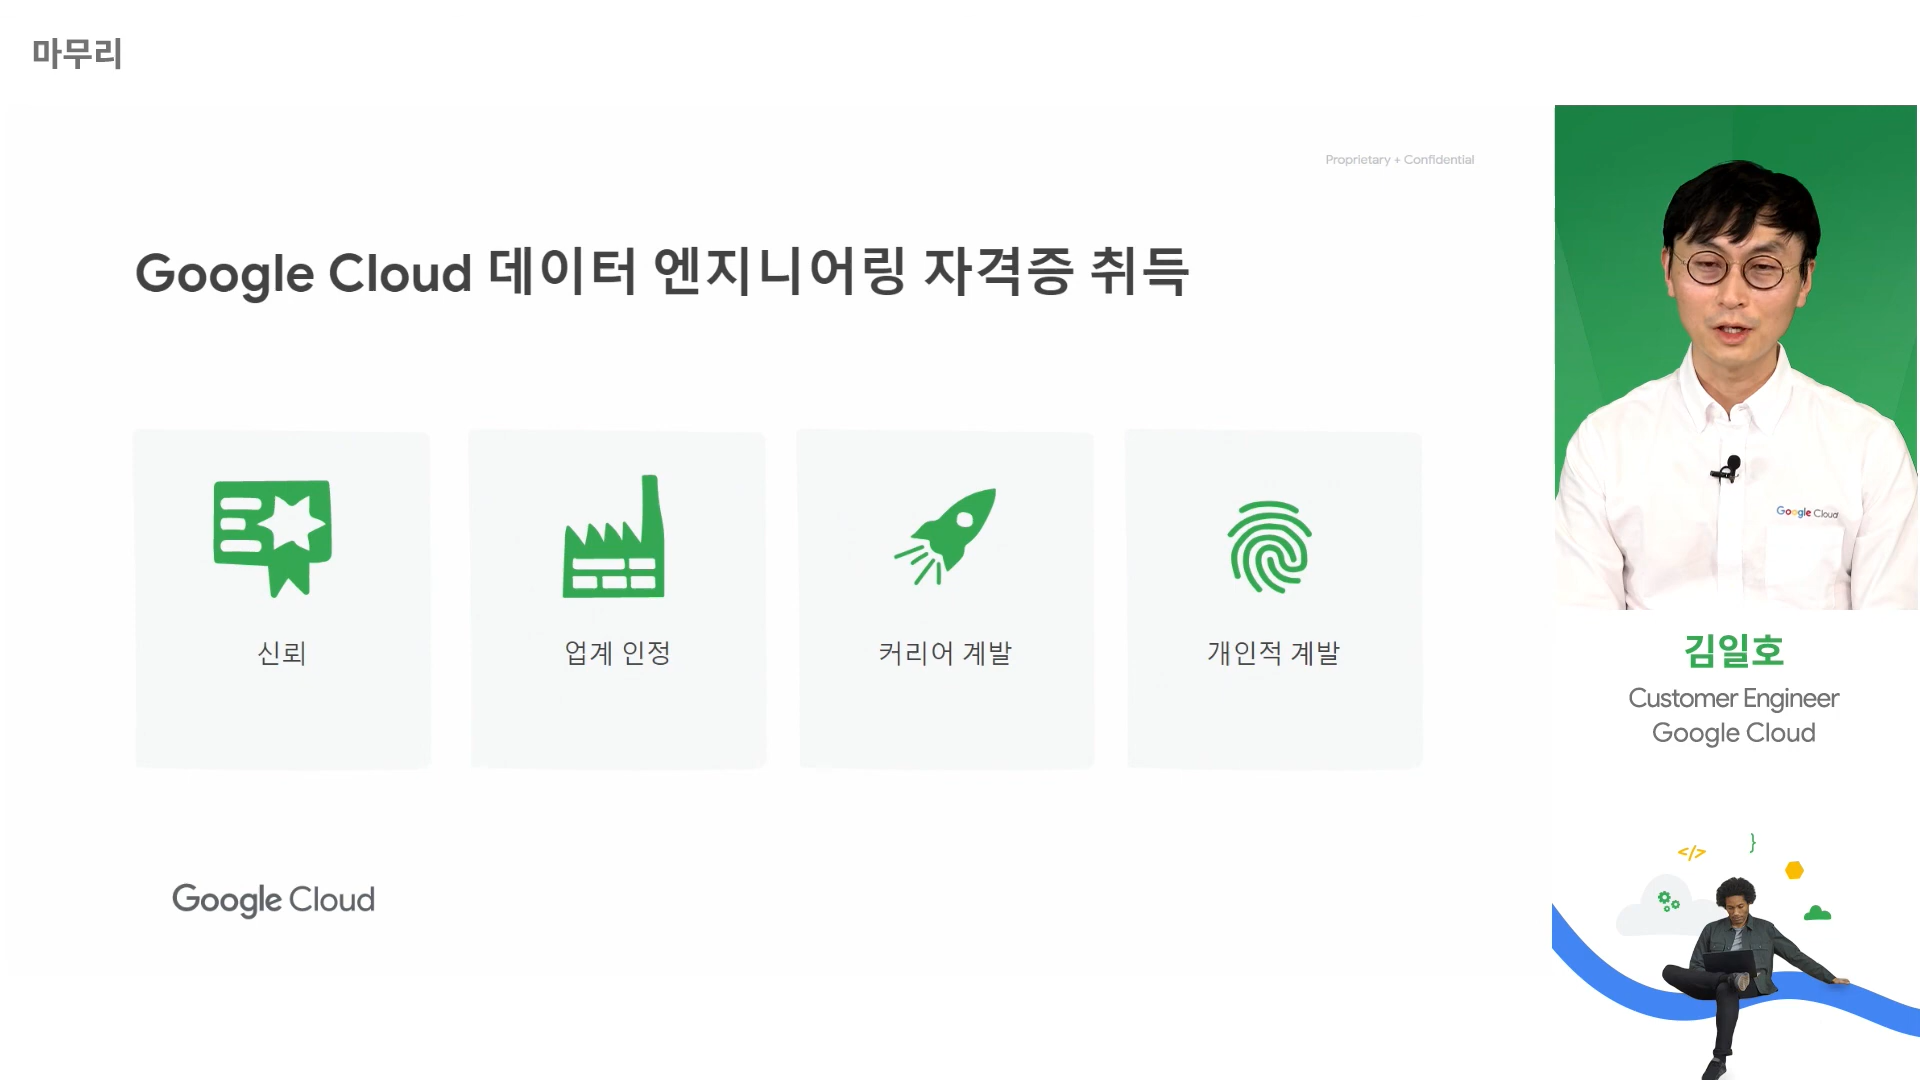 마무리
Proprietary + Confidential
Google Cloud 데이터 엔지니어링 자격증 취득
신뢰
업계 인정
커리어 계발
개인적 계발
Google Cloud
Google Cloud
김일호
Customer Engineer
Google Cloud
</>
}